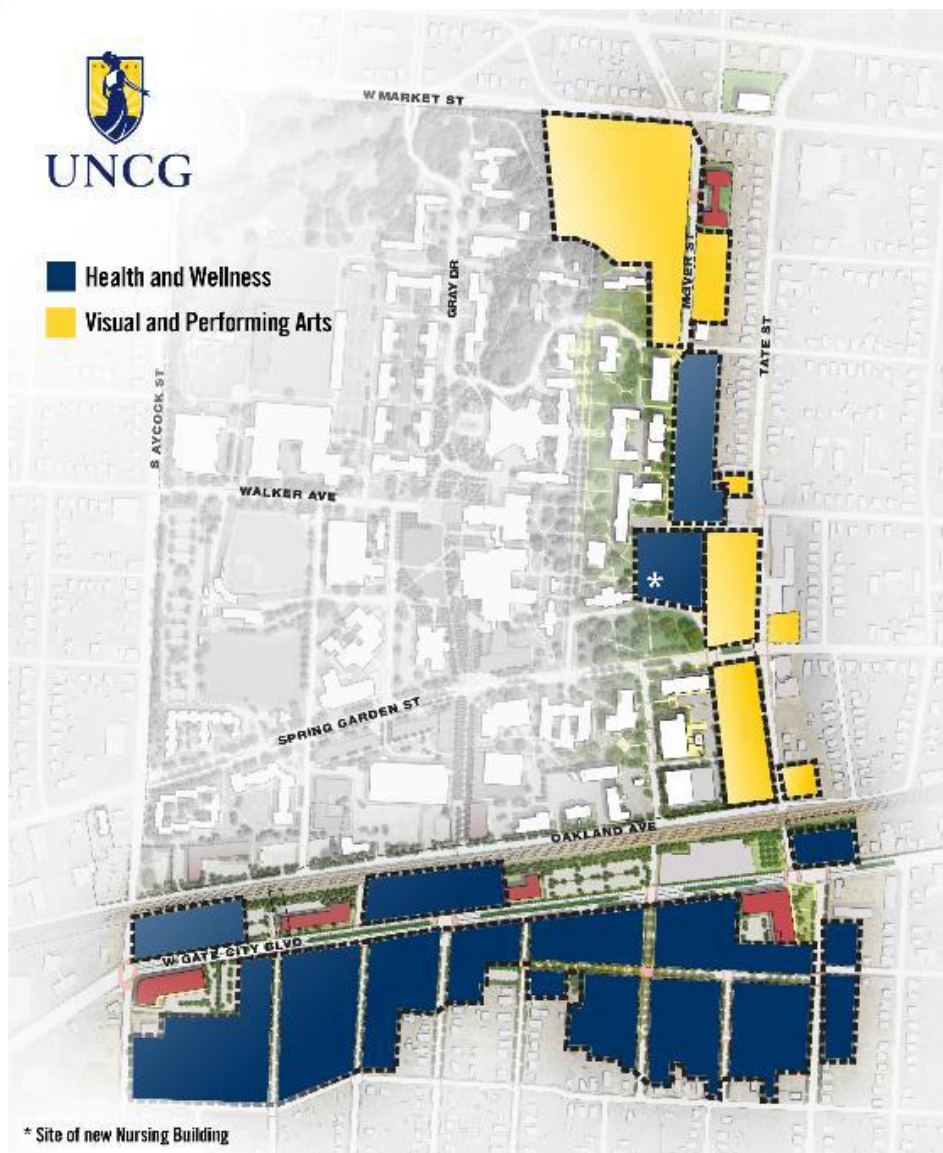 W MARKET ST
UNCG
MCIVER ST
GRAY DR
Health and Wellness
Visual and Performing Arts
TATE ST
S AYCOCK ST
WALKER AVE
*
SPRING GARDEN ST
OAKLAND AVE
W GATE CITY BLVD
* Site of new Nursing Building